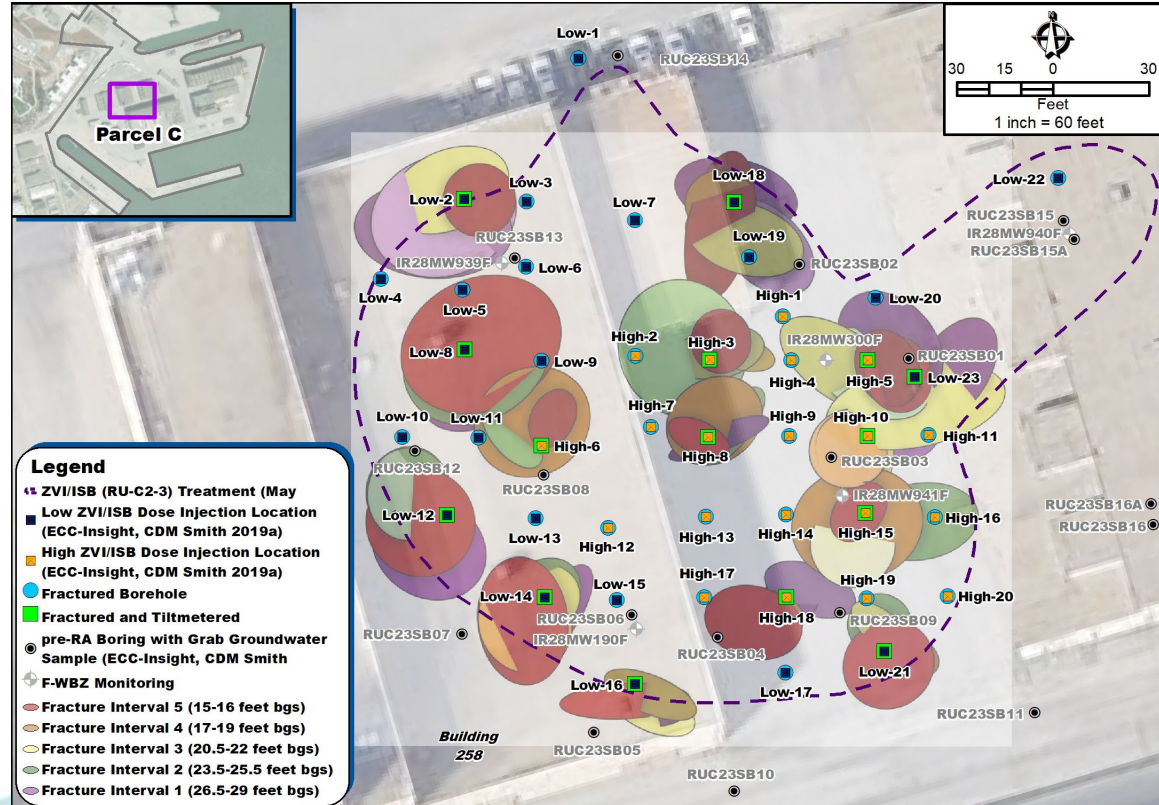 Parcel C
N
30 15 0 30
Feet
1 inch = 60 feet
Low-1
RUC23SB14
Low-18
Low-22
Low-2
Low-3
Low-7
RUC23SB15
IR28MW940F
RUC23SB15A
RUC23SB13
IR28MW939F
Low-6
Low-19
RUC23SB02
Low-4
Low-5
Low-20
High-1
Low-8
Low-9
High-2
High-3
IR28MW300F
High-4
High-5
RUC23SB01
Low-23
Low-10
Low-11
High-7
High-9
High-10
High-11
RUC23SB12
High-6
High-8
RUC23SB03
RUC23SB08
IR28MW941F
RUC23SB16A
Low-12
Low-13
High-12
High-13
High-14
High-15
High-16
RUC23SB16
Low-14
Low-15
High-17
High-18
High-19
High-20
RUC23SB06
RUC23SB09
RUC23SB07
IR28MW190F
RUC23SB04
Low-16
Low-17
Low-21
RUC23SB11
Building
258
RUC23SB05
RUC23SB10
Legend
ZVI/ISB (RU-C2-3) Treatment (May
Low ZVI/ISB Dose Injection Location
(ECC-Insight, CDM Smith 2019a)
High ZVI/ISB Dose Injection Location
(ECC-Insight, CDM Smith 2019a)
Fractured Borehole
Fractured and Tiltmetered
pre-RA Boring with Grab Groundwater
Sample (ECC-Insight, CDM Smith
F-WBZ Monitoring
Fracture Interval 5 (15-16 feet bgs)
Fracture Interval 4 (17-19 feet bgs)
Fracture Interval 3 (20.5-22 feet bgs)
Fracture Interval 2 (23.5-25.5 feet bgs)
Fracture Interval 1 (26.5-29 feet bgs)